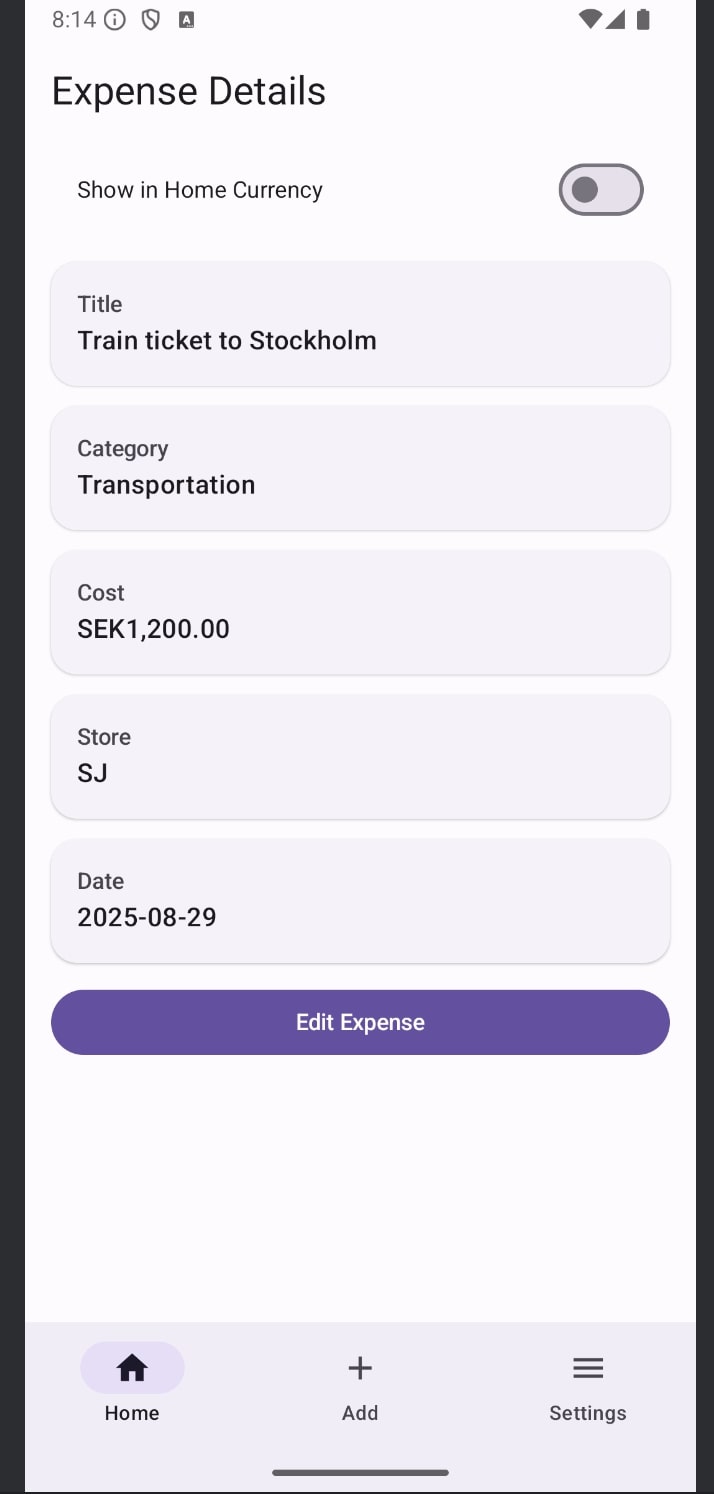 8:14
Expense Details
Show in Home Currency
Title
Train ticket to Stockholm
Category
Transportation
Cost
SEK1,200.00
Store
SJ
Date
2025-08-29
Edit Expense
Home
Add
Settings